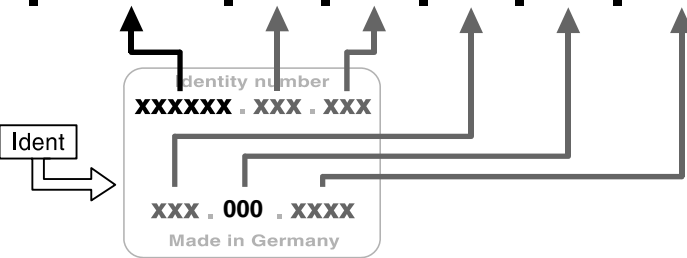 Identity number
xxxxxx . xxx . xxx
Ident
xxx . 000 . xxxx
Made in Germany